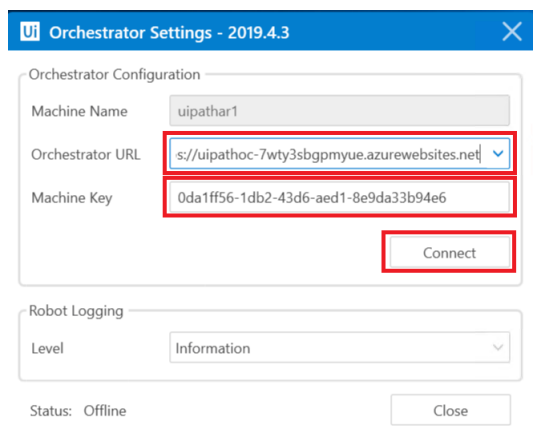 Ui Orchestrator Settings - 2019.4.3
Orchestrator Configuration
Machine Name uipathar1
Orchestrator URL s://uipathoc-7wty3sbgpmyue.azurewebsites.net
Machine Key 0da1ff56-1db2-43d6-aed1-8e9da33b94e6
Connect
Robot Logging
Level Information
Status: Offline Close